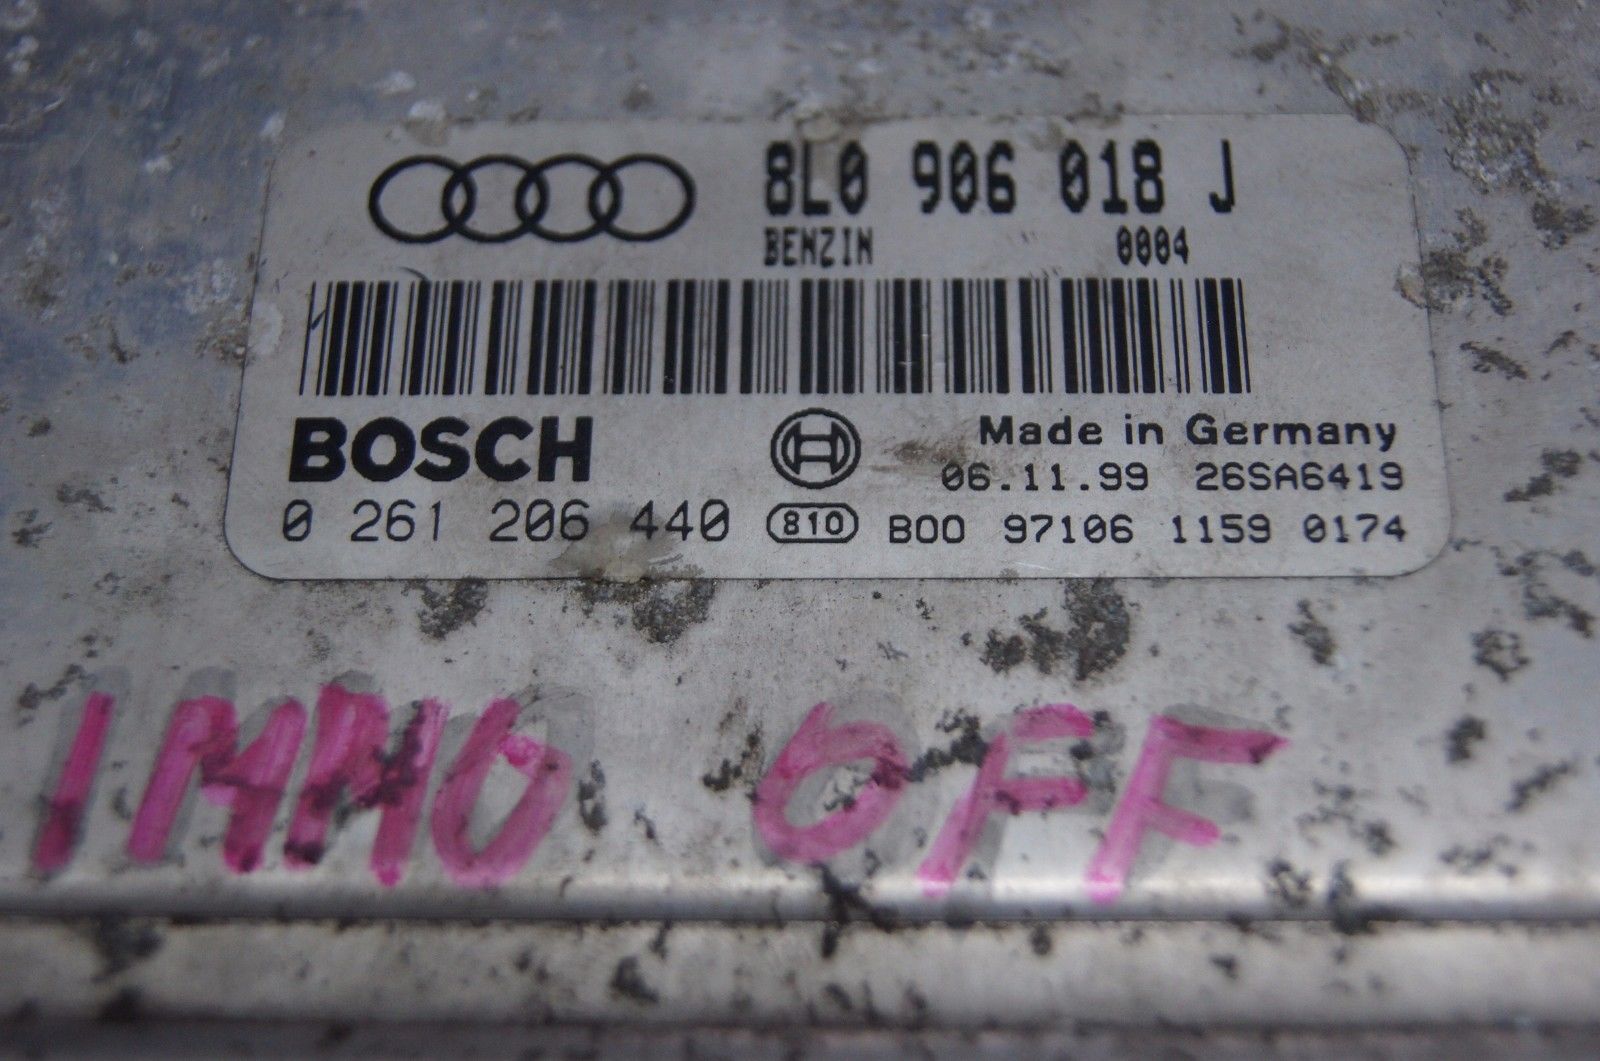 8L0 906 018 J
BENZIN 0004
BOSCH
Made in Germany
06.11.99 26SA6419
0 261 206 440 810 B00 97106 1159 0174
IMMO OFF